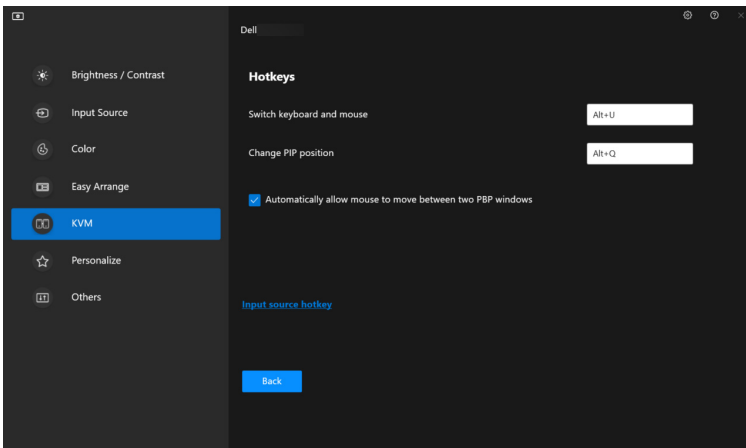 Dell
Brightness / Contrast
Input Source
Color
Easy Arrange
KVM
Personalize
Others
Hotkeys
Switch keyboard and mouse
Alt+U
Change PIP position
Alt+Q
Automatically allow mouse to move between two PBP windows
Input source hotkey
Back